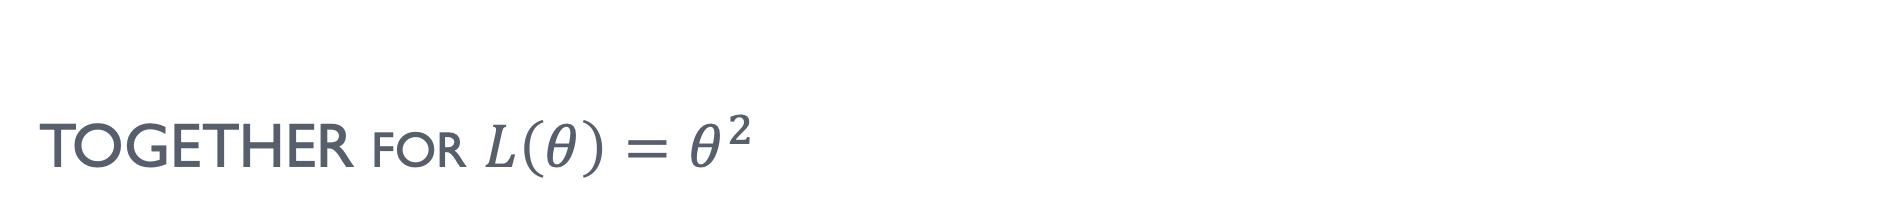 TOGETHER FOR L(θ) = θ²